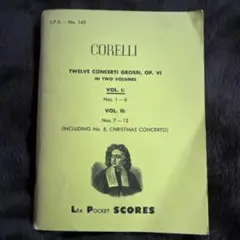 L.P.S. - No. 145
CORELLI
TWELVE CONCERTI GROSSI, OP. VI
IN TWO VOLUMES
VOL. I:
Nos. 1-6
VOL. II:
Nos. 7-12
(INCLUDING No. 8, CHRISTMAS CONCERTO)
LEA POCKET SCORES